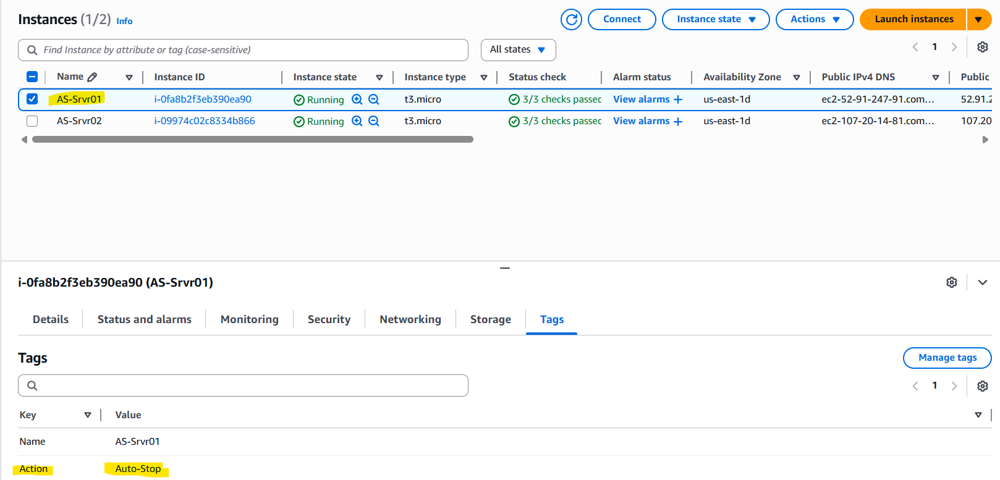 Instances (1/2) Info Connect Instance state Actions Launch instances
Find Instance by attribute or tag (case-sensitive) All states 1
Name Instance ID Instance state Instance type Status check Alarm status Availability Zone Public IPv4 DNS Public
AS-Srvr01 i-0fa8b2f3eb390ea90 Running t3.micro 3/3 checks passec View alarms + us-east-1d ec2-52-91-247-91.com... 52.91.2
AS-Srvr02 i-09974c02c8334b866 Running t3.micro 3/3 checks passec View alarms + us-east-1d ec2-107-20-14-81.com... 107.20
i-0fa8b2f3eb390ea90 (AS-Srvr01)
Details Status and alarms Monitoring Security Networking Storage Tags
Tags Manage tags
1
Key Value
Name AS-Srvr01
Action Auto-Stop